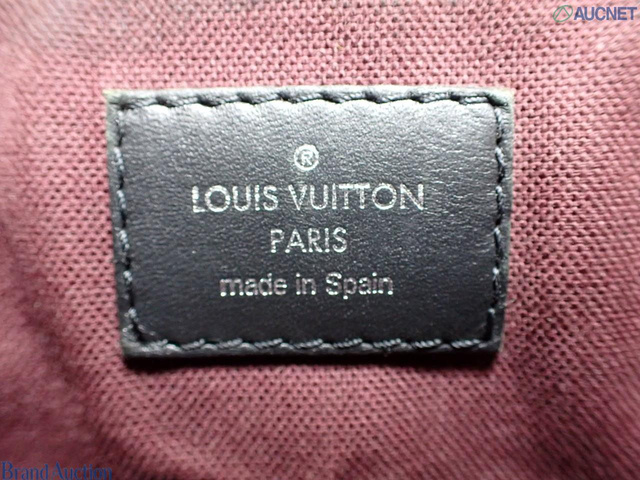 AUCNET
®
LOUIS VUITTON
PARIS
made in Spain
Brand Auction